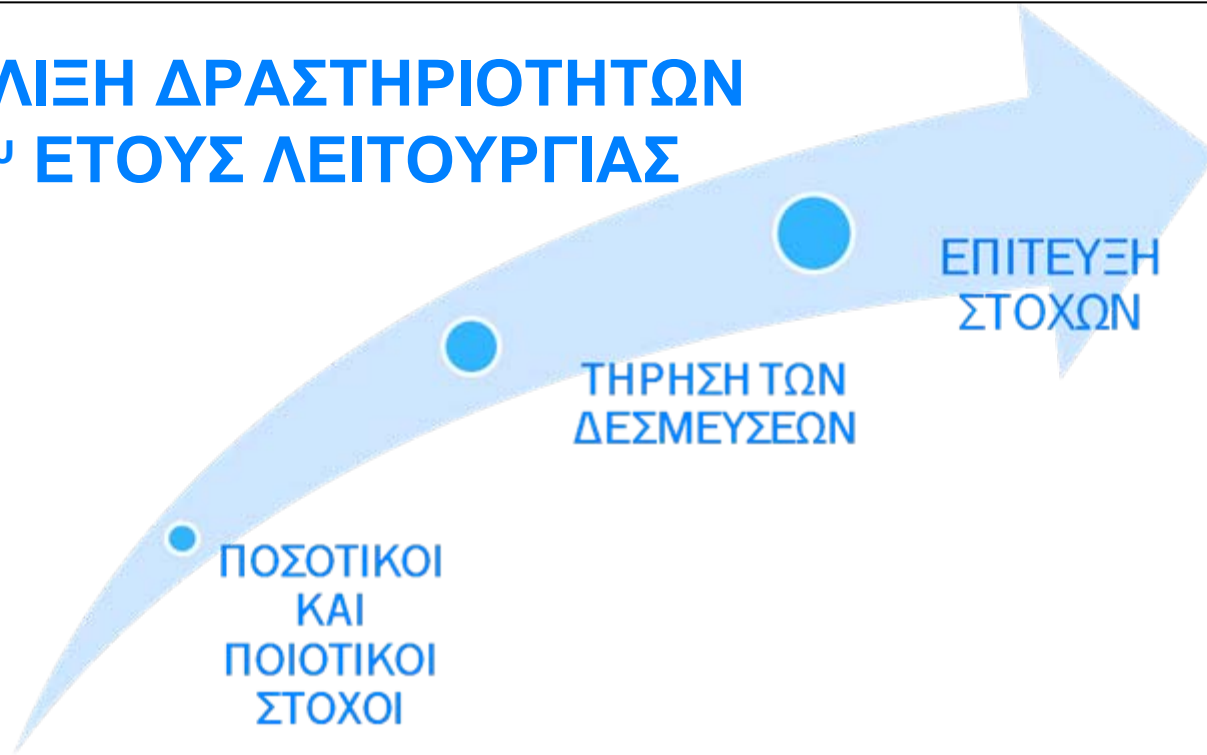 ΛΙΞΗ ΔΡΑΣΤΗΡΙΟΤΗΤΩΝ
υ ΕΤΟΥΣ ΛΕΙΤΟΥΡΓΙΑΣ
ΕΠΙΤΕΥΞΗ
ΣΤΟΧΩΝ
ΤΗΡΗΣΗ ΤΩΝ
ΔΕΣΜΕΥΣΕΩΝ
ΠΟΣΟΤΙΚΟΙ
ΚΑΙ
ΠΟΙΟΤΙΚΟΙ
ΣΤΟΧΟΙ